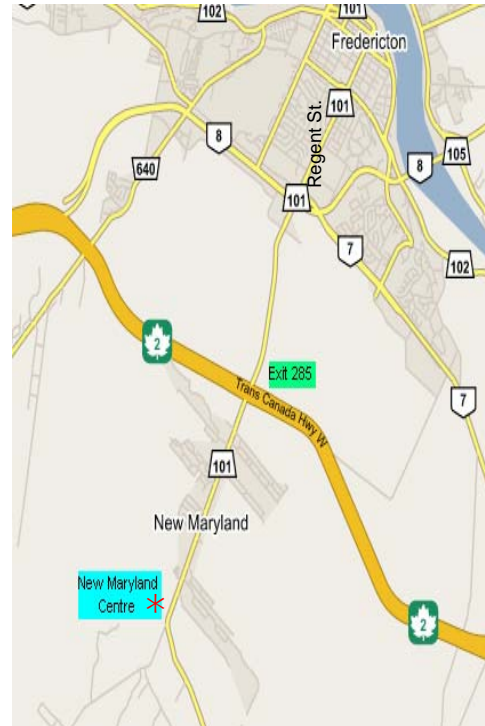 102
101
Fredericton
101
Regent St.
8
105
640
8
101
7
102
2
Exit 285
Trans Canada Hwy W
7
101
New Maryland
New Maryland
Centre
2